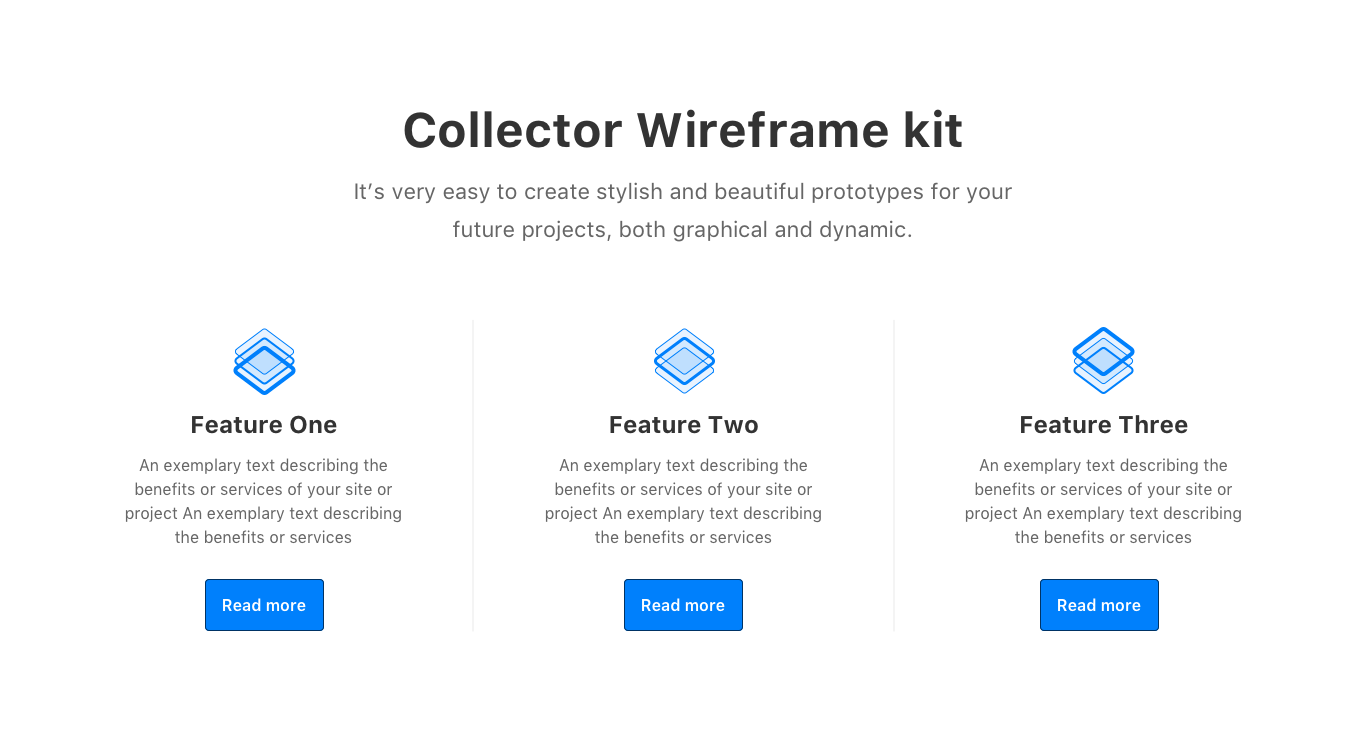 Collector Wireframe kit
It’s very easy to create stylish and beautiful prototypes for your
future projects, both graphical and dynamic.
Feature One
An exemplary text describing the
benefits or services of your site or
project An exemplary text describing
the benefits or services
Read more
Feature Two
An exemplary text describing the
benefits or services of your site or
project An exemplary text describing
the benefits or services
Read more
Feature Three
An exemplary text describing the
benefits or services of your site or
project An exemplary text describing
the benefits or services
Read more